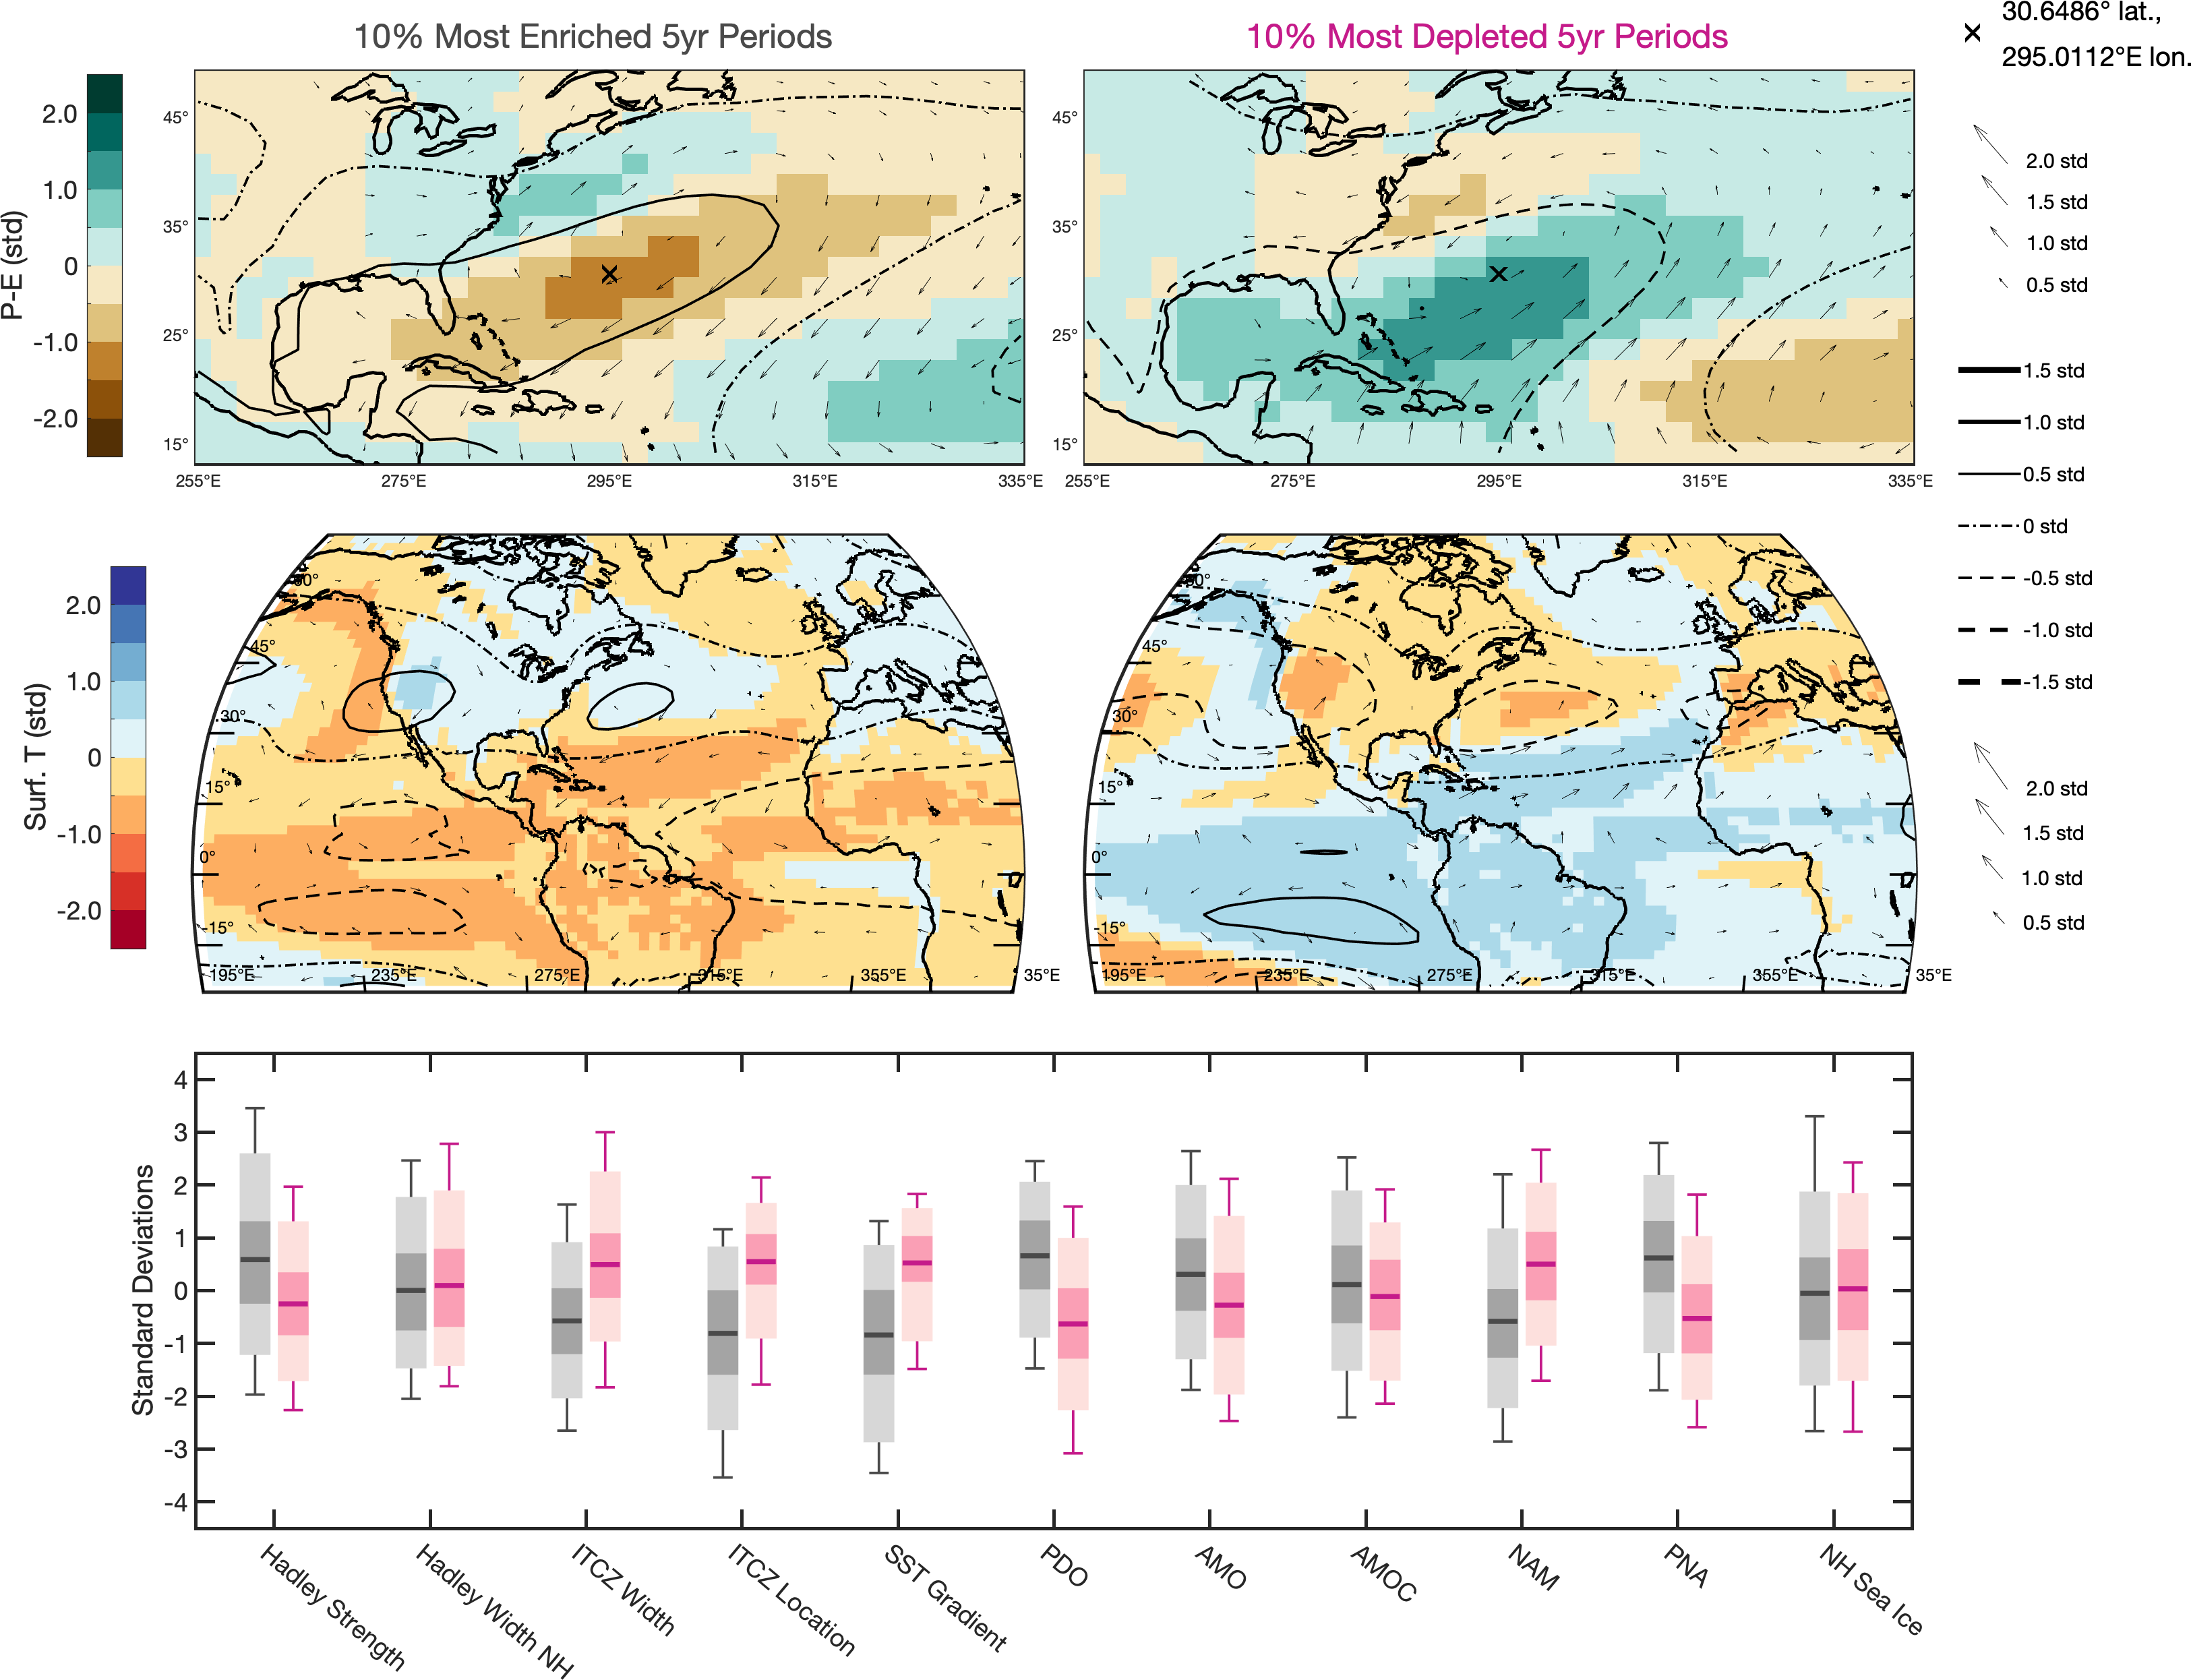 10% Most Enriched 5yr Periods
10% Most Depleted 5yr Periods
30.6486° lat.,
295.0112°E lon.
P-E (std)
2.0
1.0
0
-1.0
-2.0
45°
35°
25°
15°
255°E
275°E
295°E
315°E
335°E
45°
35°
25°
15°
255°E
275°E
295°E
315°E
335°E
2.0 std
1.5 std
1.0 std
0.5 std
1.5 std
1.0 std
0.5 std
0 std
-0.5 std
-1.0 std
-1.5 std
2.0 std
1.5 std
1.0 std
0.5 std
Surf. T (std)
2.0
1.0
0
-1.0
-2.0
45°
30°
15°
0°
-15°
195°E
235°E
275°E
315°E
355°E
35°E
45°
30°
15°
0°
-15°
195°E
235°E
275°E
315°E
355°E
35°E
Standard Deviations
4
3
2
1
0
-1
-2
-3
-4
Hadley Strength
Hadley Width NH
ITCZ Width
ITCZ Location
SST Gradient
PDO
AMO
AMOC
NAM
PNA
NH Sea Ice